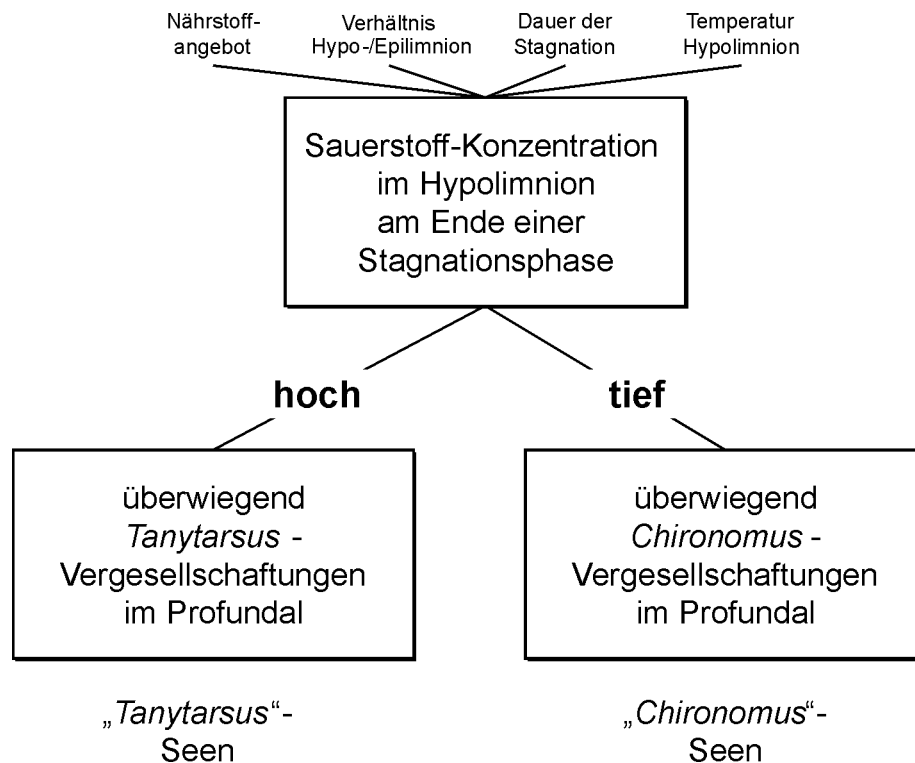 Nährstoff-
angebot
Verhältnis
Hypo-/Epilimnion
Dauer der
Stagnation
Temperatur
Hypolimnion
Sauerstoff-Konzentration
im Hypolimnion
am Ende einer
Stagnationsphase
hoch
tief
überwiegend
Tanytarsus -
Vergesellschaftungen
im Profundal
überwiegend
Chironomus -
Vergesellschaftungen
im Profundal
„Tanytarsus“-
Seen
„Chironomus“-
Seen